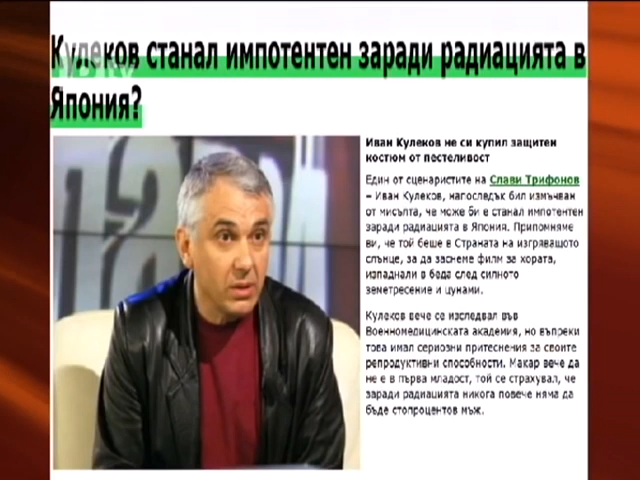 Кулеков станал импотентен заради радиацията в
Япония?
Иван Кулеков не си купил защитен
костюм от пестеливост
Един от сценаристите на Слави Трифонов
– Иван Кулеков, напоследък бил измъчван
от мисълта, че може би е станал импотентен
заради радиацията в Япония. Припомняме
ви, че той беше в Страната на изгряващото
слънце, за да заснеме филм за хората,
изпаднали в беда след силното
земетресение и цунами.
Кулеков вече се изследвал във
Военномедицинската академия, но въпреки
това имал сериозни притеснения за своите
репродуктивни способности. Макар вече да
не е в първа младост, той се страхувал, че
заради радиацията никога повече няма да
бъде стопроцентов мъж.